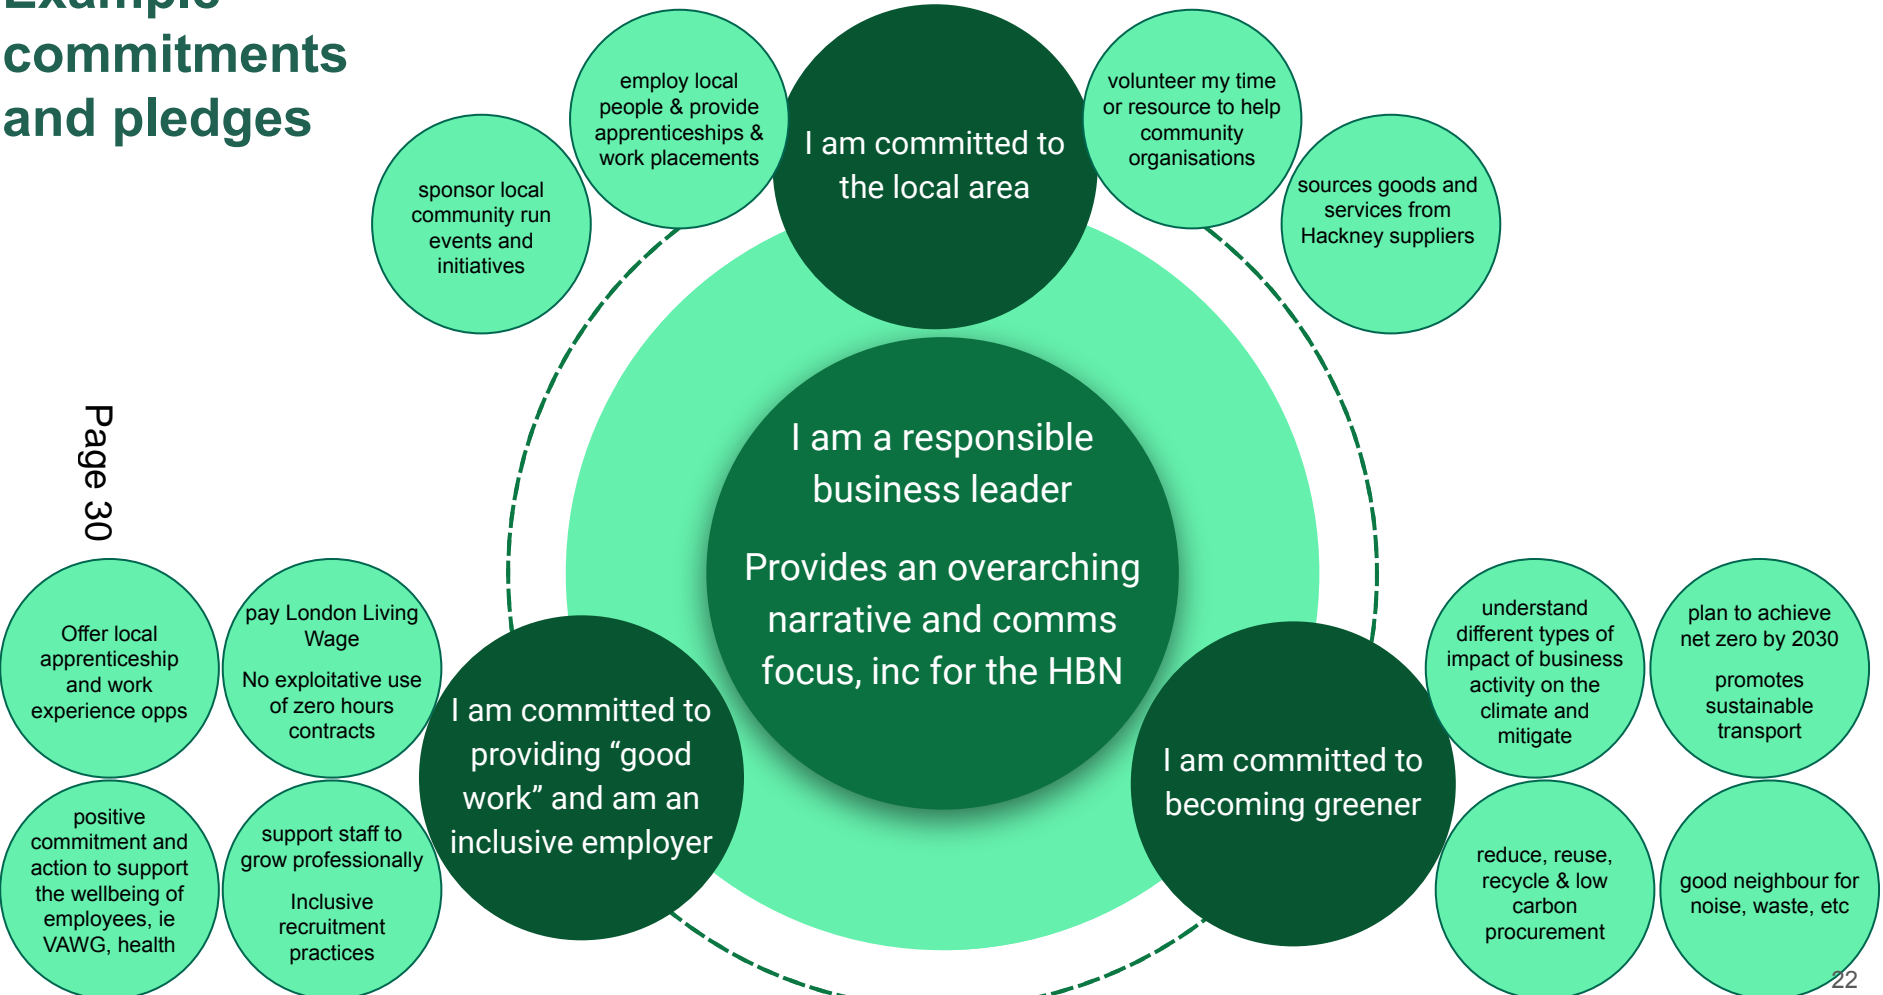 Example
commitments
and pledges
employ local
people & provide
apprenticeships &
work placements
I am committed to
the local area
volunteer my time
or resource to help
community
organisations
sponsor local
community run
events and
initiatives
sources goods and
services from
Hackney suppliers
Page 30
I am a responsible
business leader
Provides an overarching
narrative and comms
focus, inc for the HBN
Offer local
apprenticeship
and work
experience opps
pay London Living
Wage
No exploitative use
of zero hours
contracts
positive
commitment and
action to support
the wellbeing of
employees, ie
VAWG, health
support staff to
grow professionally
Inclusive
recruitment
practices
I am committed to
providing “good
work” and am an
inclusive employer
I am committed to
becoming greener
understand
different types of
impact of business
activity on the
climate and
mitigate
plan to achieve
net zero by 2030
promotes
sustainable
transport
reduce, reuse,
recycle & low
carbon
procurement
good neighbour for
noise, waste, etc
22